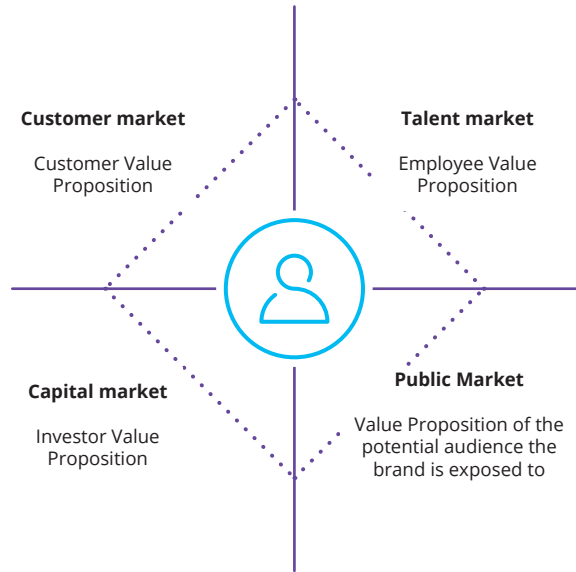 Customer market
Customer Value
Proposition
Talent market
Employee Value
Proposition
Capital market
Investor Value
Proposition
Public Market
Value Proposition of the
potential audience the
brand is exposed to